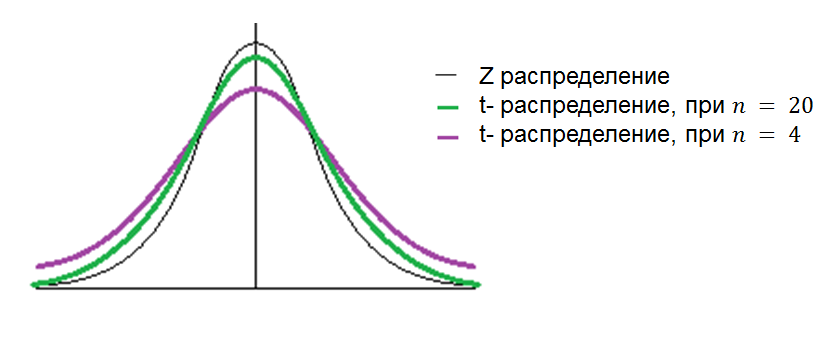 Z распределение
t- распределение, при n = 20
t- распределение, при n = 4